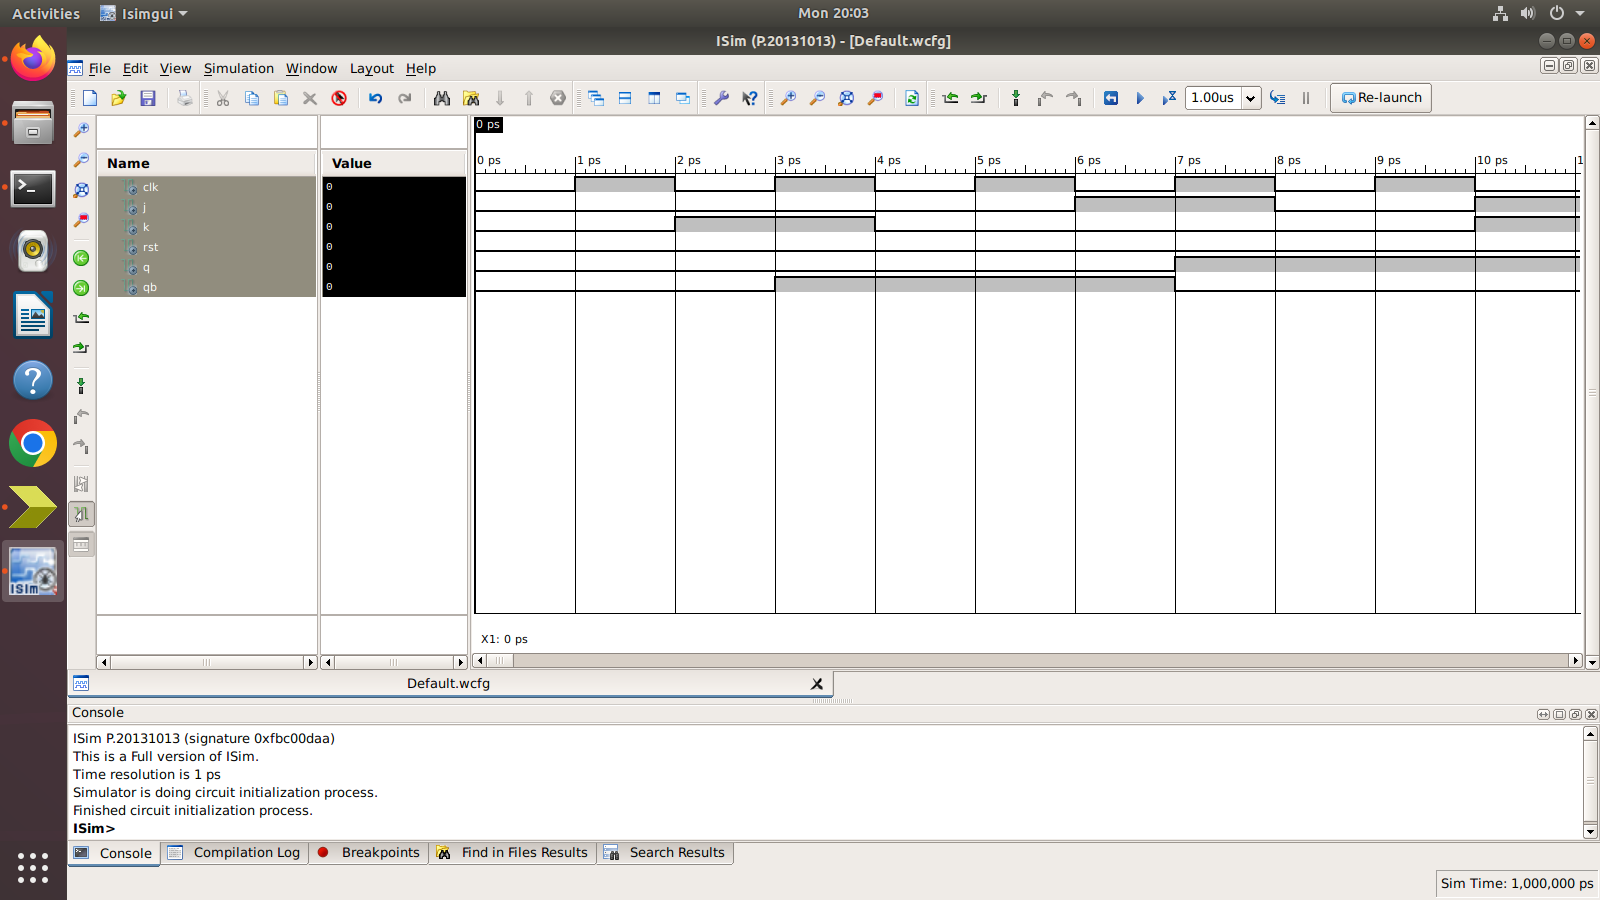 Activities Isimgui Mon 20:03
ISim (P.20131013) - [Default.wcfg]
File Edit View Simulation Window Layout Help
1.00us Re-launch
0 ps
0 ps 1 ps 2 ps 3 ps 4 ps 5 ps 6 ps 7 ps 8 ps 9 ps 10 ps 1
Name Value
clk 0
j 0
k 0
rst 0
q 0
qb 0
ISim
X1: 0 ps
Default.wcfg
Console
ISim P.20131013 (signature 0xfbc00daa)
This is a Full version of ISim.
Time resolution is 1 ps
Simulator is doing circuit initialization process.
Finished circuit initialization process.
ISim>
Console Compilation Log Breakpoints Find in Files Results Search Results
Sim Time: 1,000,000 ps